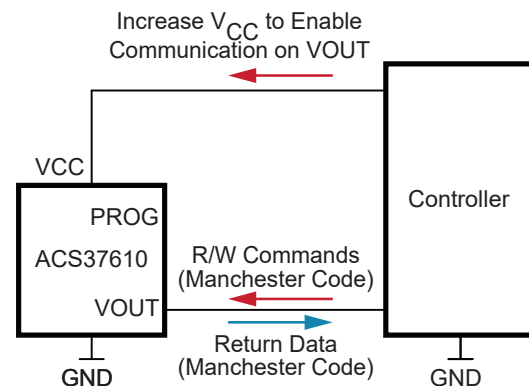 Increase VCC to Enable
Communication on VOUT
VCC
PROG
ACS37610
VOUT
GND
R/W Commands
(Manchester Code)
Return Data
(Manchester Code)
Controller
GND